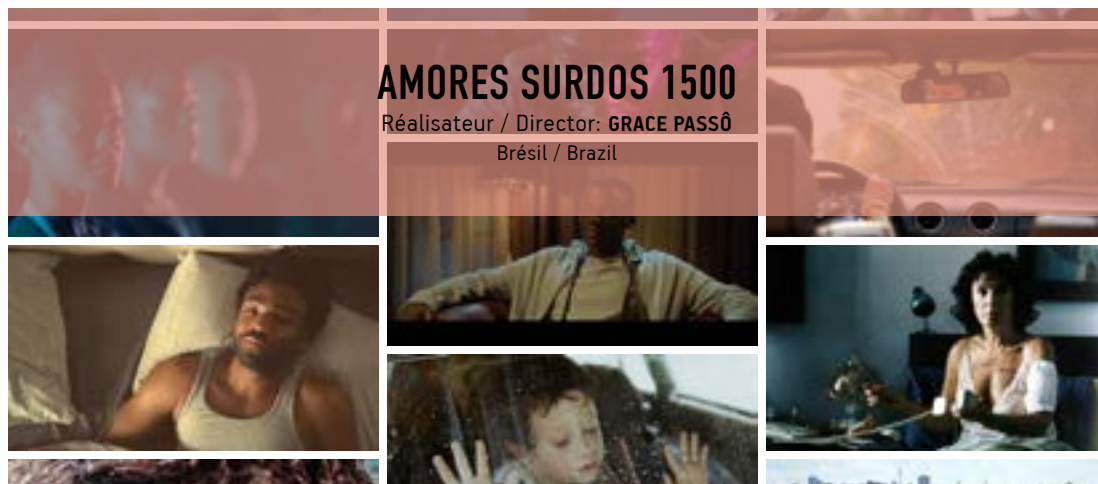 AMORES SURDOS 1500
Réalisateur / Director: GRACE PASSÔ
Brésil / Brazil